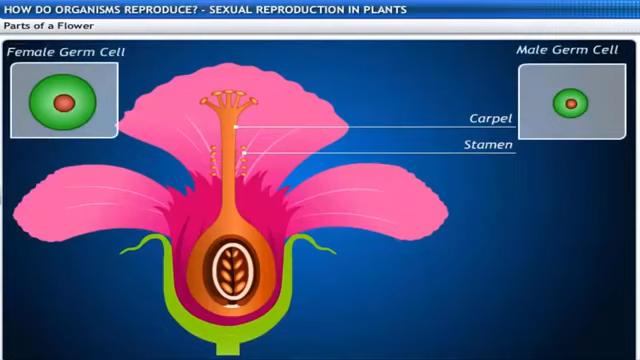 HOW DO ORGANISMS REPRODUCE? - SEXUAL REPRODUCTION IN PLANTS
Parts of a Flower
Female Germ Cell
Male Germ Cell
Carpel
Stamen